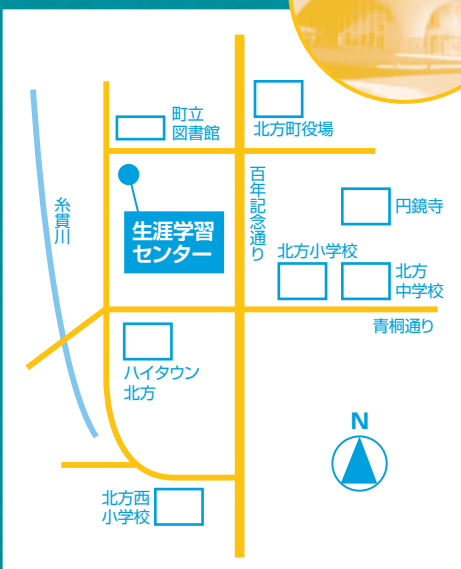 町立
図書館
北方町役場
糸貫川
百年記念通り
生涯学習
センター
円鏡寺
北方小学校
北方
中学校
青桐通り
ハイタウン
北方
N
北方西
小学校